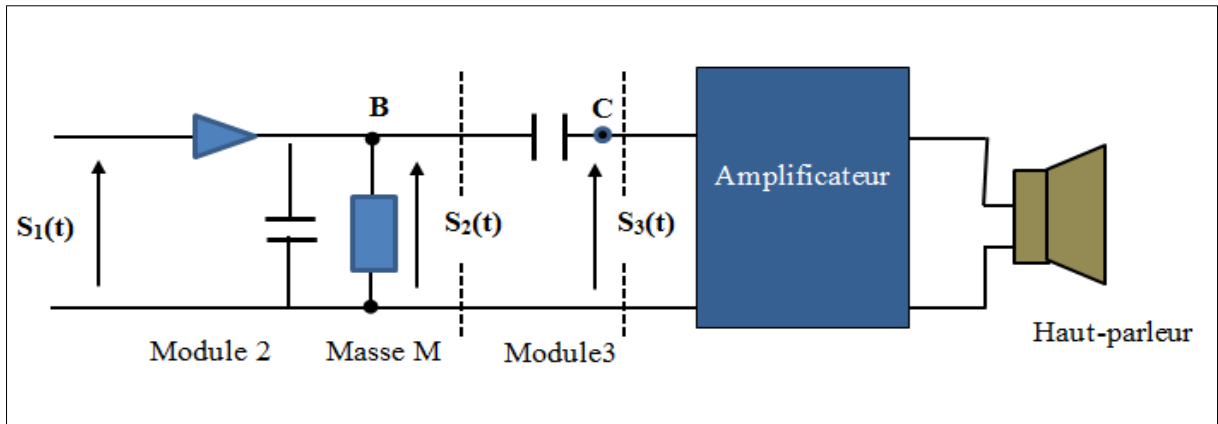 B
C
Amplificateur
S₁(t)
S₂(t)
S₃(t)
Module 2
Masse M
Module3
Haut-parleur